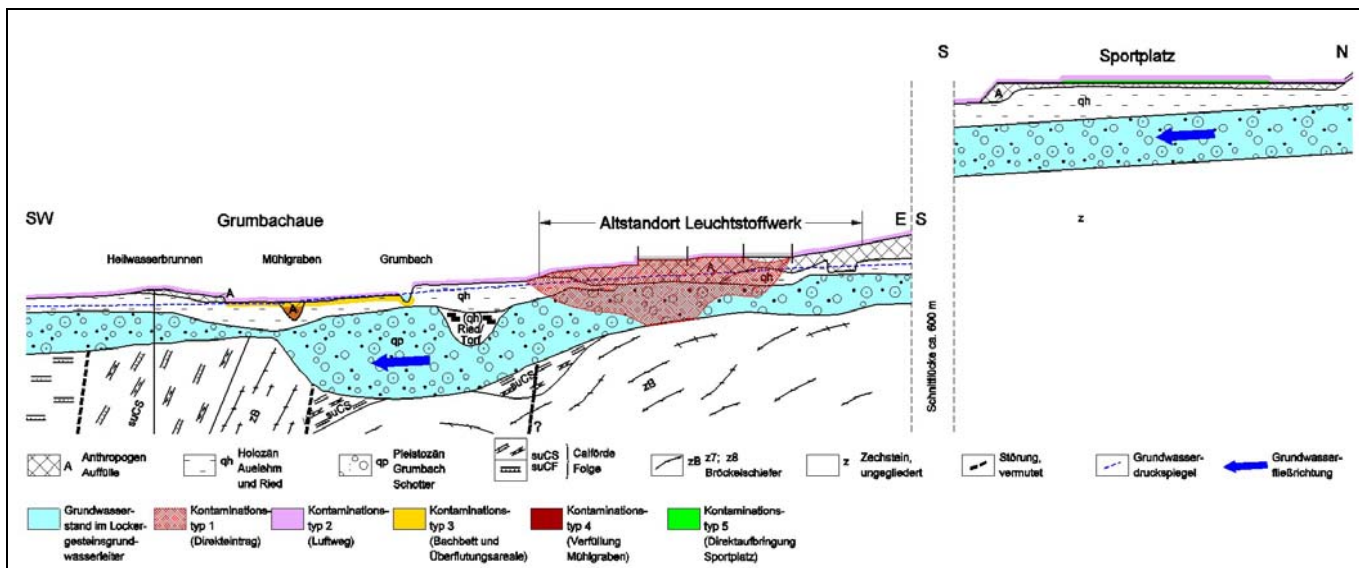 S
Sportplatz
N
A
qh
z
SW
Grumbachaue
Altstandort Leuchtstoffwerk
E
S
Heilwasserbrunnen
Mühlgraben
Grumbach
A
A
A
qh
qh
(qh)
Ried/
Torf
qp
suCS
zB
suCS
suCS
?
zB
Schnittlücke ca. 600 m
A
Anthropogen
Auffülle
qh
Holozän
Auelehm
und Ried
qp
Pleistozän
Grumbach
Schotter
suCS
suCF
Calförde
Folge
zB
z7; z8
Bröckelschiefer
z
Zechstein,
ungegliedert
Störung,
vermutet
Grundwasser-
druckspiegel
Grundwasser-
fließrichtung
Grundwasser-
stand im Locker-
gesteinsgrund-
wasserleiter
Kontaminations-
typ 1
(Direkteintrag)
Kontaminations-
typ 2
(Luftweg)
Kontaminations-
typ 3
(Bachbett und
Überflutungsareale)
Kontaminations-
typ 4
(Verfüllung
Mühlgraben)
Kontaminations-
typ 5
(Direktaufbringung
Sportplatz)